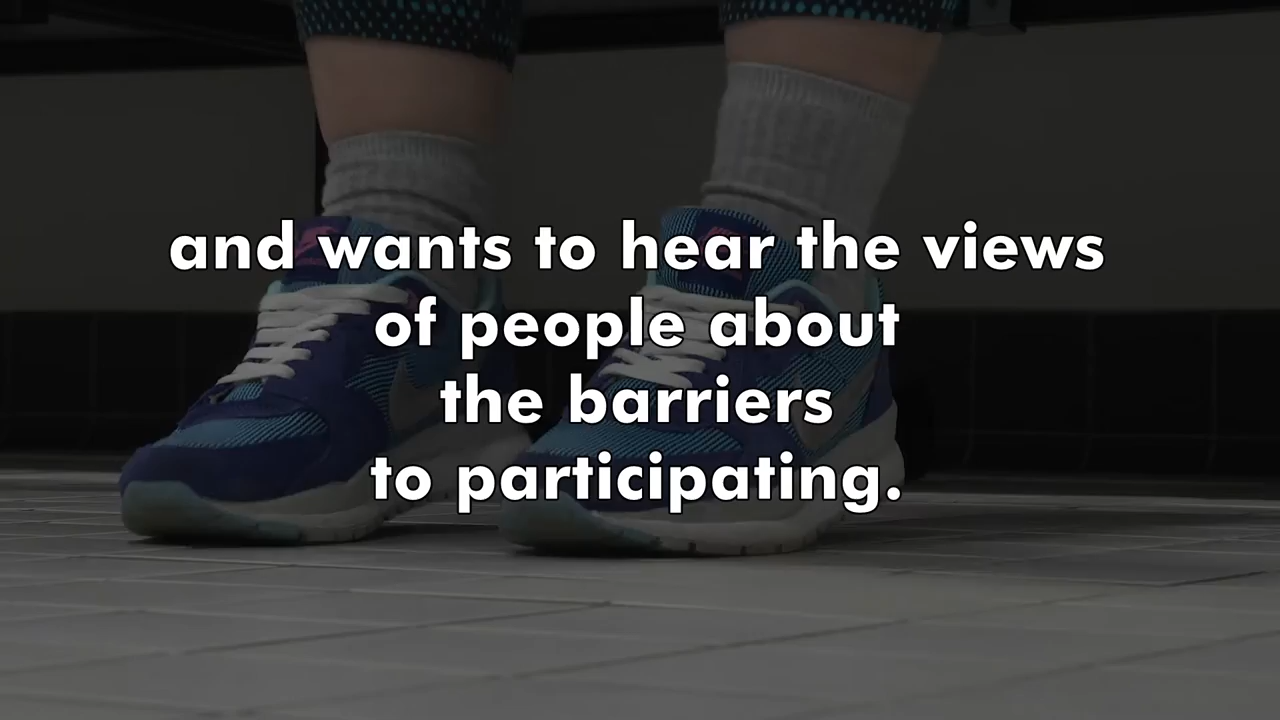 and wants to hear the views
of people about
the barriers
to participating.